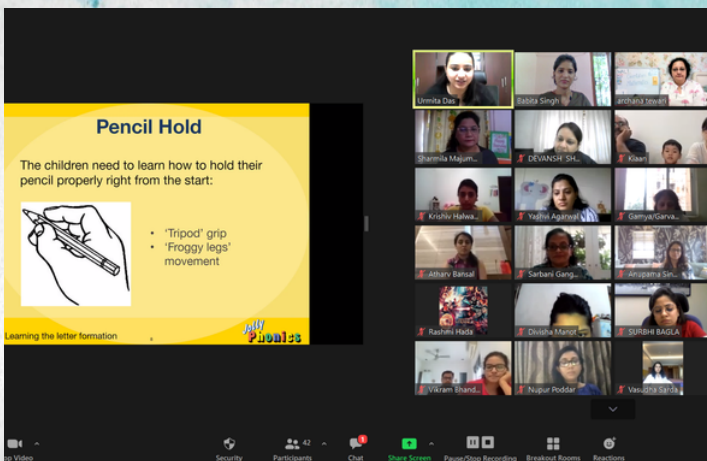 Pencil Hold
The children need to learn how to hold their
pencil properly right from the start:
• 'Tripod' grip
• 'Froggy legs'
movement
Learning the letter formation
Jolly
Phonics
Urmita Das
Babita Singh
archana tewari
Sharmila Majum...
DEVANSH SH...
Kiaan
Krishiv Halwa...
Yashvi Agarwal
Gamya/Garva...
Atharv Bansal
Sarbani Gang...
Anupama Sin...
Rashmi Hada
Divisha Manot
SURBHI BAGLA
Vikram Bhand...
Nupur Poddar
Vasudha Sarda
op Video
Security
Participants
42
Chat
Share Screen
Pause/Stop Recording
Breakout Rooms
Reactions